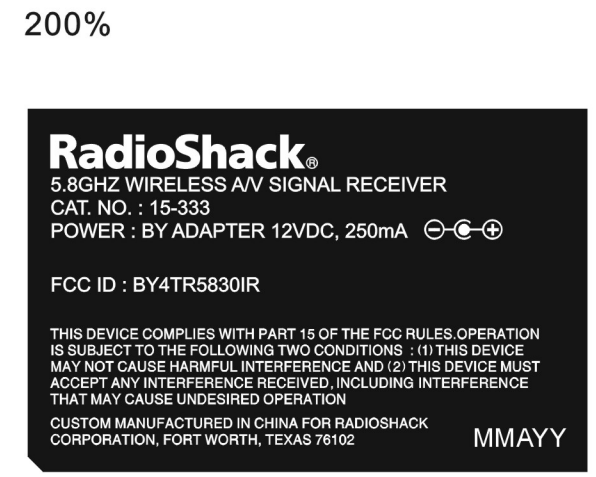 200%
RadioShack®
5.8GHZ WIRELESS A/V SIGNAL RECEIVER
CAT. NO. : 15-333
POWER : BY ADAPTER 12VDC, 250mA
FCC ID : BY4TR5830IR
THIS DEVICE COMPLIES WITH PART 15 OF THE FCC RULES.OPERATION
IS SUBJECT TO THE FOLLOWING TWO CONDITIONS : (1) THIS DEVICE
MAY NOT CAUSE HARMFUL INTERFERENCE AND (2) THIS DEVICE MUST
ACCEPT ANY INTERFERENCE RECEIVED, INCLUDING INTERFERENCE
THAT MAY CAUSE UNDESIRED OPERATION
CUSTOM MANUFACTURED IN CHINA FOR RADIOSHACK
CORPORATION, FORT WORTH, TEXAS 76102
MMAYY